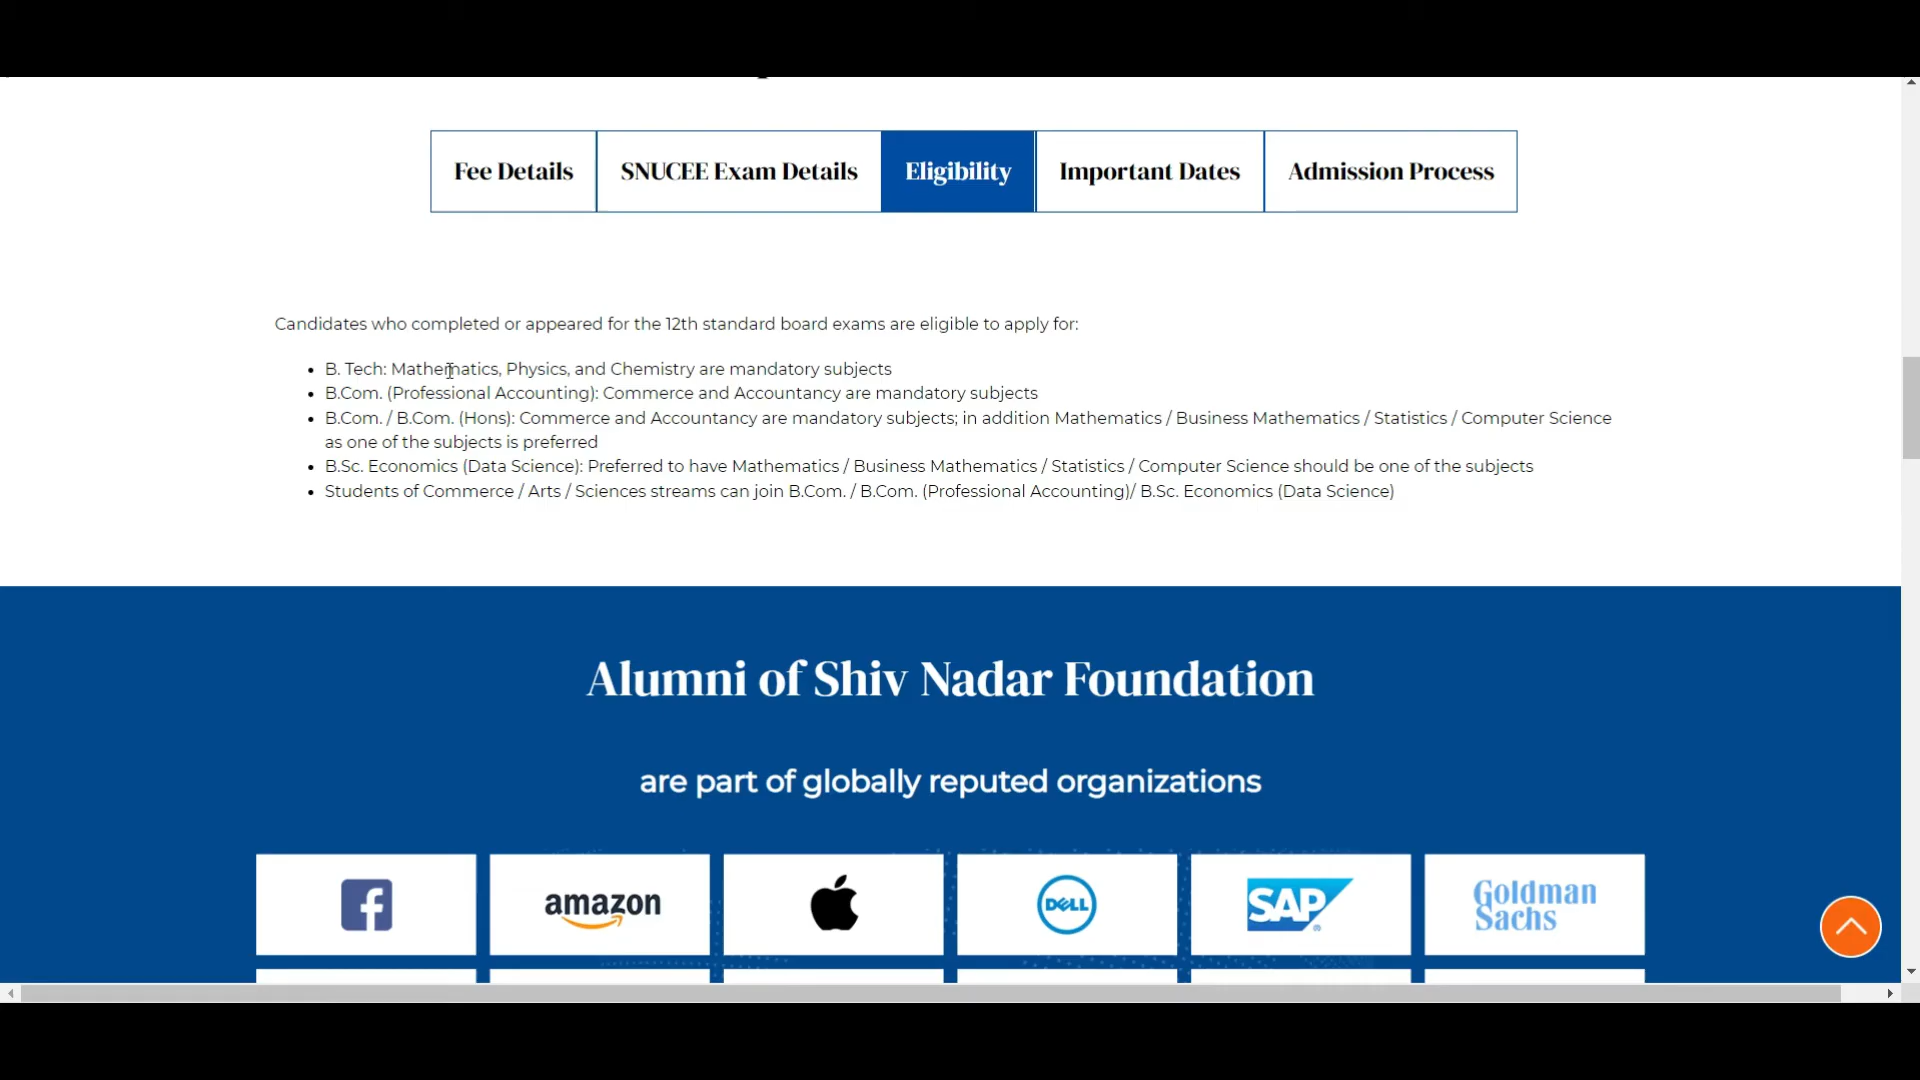 Fee Details
SNUCEE Exam Details
Eligibility
Important Dates
Admission Process
Candidates who completed or appeared for the 12th standard board exams are eligible to apply for:
• B. Tech: Mathematics, Physics, and Chemistry are mandatory subjects
• B.Com. (Professional Accounting): Commerce and Accountancy are mandatory subjects
• B.Com. / B.Com. (Hons): Commerce and Accountancy are mandatory subjects; in addition Mathematics / Business Mathematics / Statistics / Computer Science
as one of the subjects is preferred
• B.Sc. Economics (Data Science): Preferred to have Mathematics / Business Mathematics / Statistics / Computer Science should be one of the subjects
• Students of Commerce / Arts / Sciences streams can join B.Com. / B.Com. (Professional Accounting)/ B.Sc. Economics (Data Science)
Alumni of Shiv Nadar Foundation
are part of globally reputed organizations
f
amazon
DELL
SAP
Goldman
Sachs